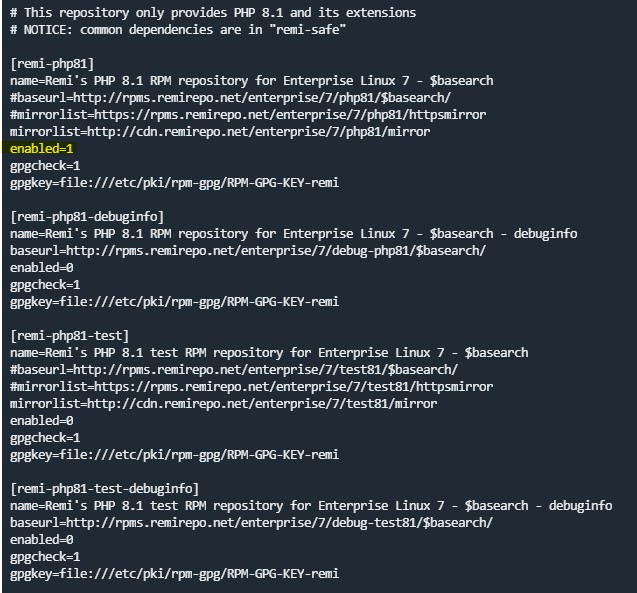 # This repository only provides PHP 8.1 and its extensions
# NOTICE: common dependencies are in "remi-safe"
[remi-php81]
name=Remi's PHP 8.1 RPM repository for Enterprise Linux 7 - $basearch
#baseurl=http://rpms.remirepo.net/enterprise/7/php81/$basearch/
#mirrorlist=https://rpms.remirepo.net/enterprise/7/php81/httpsmirror
mirrorlist=http://cdn.remirepo.net/enterprise/7/php81/mirror
enabled=1
gpgcheck=1
gpgkey=file:///etc/pki/rpm-gpg/RPM-GPG-KEY-remi
[remi-php81-debuginfo]
name=Remi's PHP 8.1 RPM repository for Enterprise Linux 7 - $basearch - debuginfo
baseurl=http://rpms.remirepo.net/enterprise/7/debug-php81/$basearch/
enabled=0
gpgcheck=1
gpgkey=file:///etc/pki/rpm-gpg/RPM-GPG-KEY-remi
[remi-php81-test]
name=Remi's PHP 8.1 test RPM repository for Enterprise Linux 7 - $basearch
#baseurl=http://rpms.remirepo.net/enterprise/7/test81/$basearch/
#mirrorlist=https://rpms.remirepo.net/enterprise/7/test81/httpsmirror
mirrorlist=http://cdn.remirepo.net/enterprise/7/test81/mirror
enabled=0
gpgcheck=1
gpgkey=file:///etc/pki/rpm-gpg/RPM-GPG-KEY-remi
[remi-php81-test-debuginfo]
name=Remi's PHP 8.1 test RPM repository for Enterprise Linux 7 - $basearch - debuginfo
baseurl=http://rpms.remirepo.net/enterprise/7/debug-test81/$basearch/
enabled=0
gpgcheck=1
gpgkey=file:///etc/pki/rpm-gpg/RPM-GPG-KEY-remi